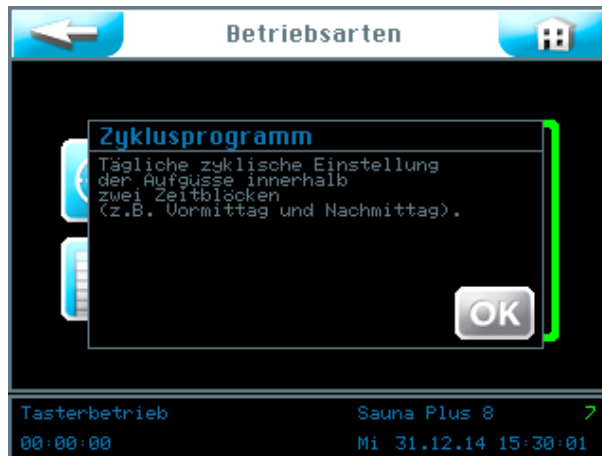 Betriebsarten
Zyklusprogramm
Tägliche zyklische Einstellung
der Aufgüsse innerhalb
zwei Zeitblöcken
(z.B. Vormittag und Nachmittag).
OK
Tasterbetrieb Sauna Plus 8 7
00:00:00 Mi 31.12.14 15:30:01